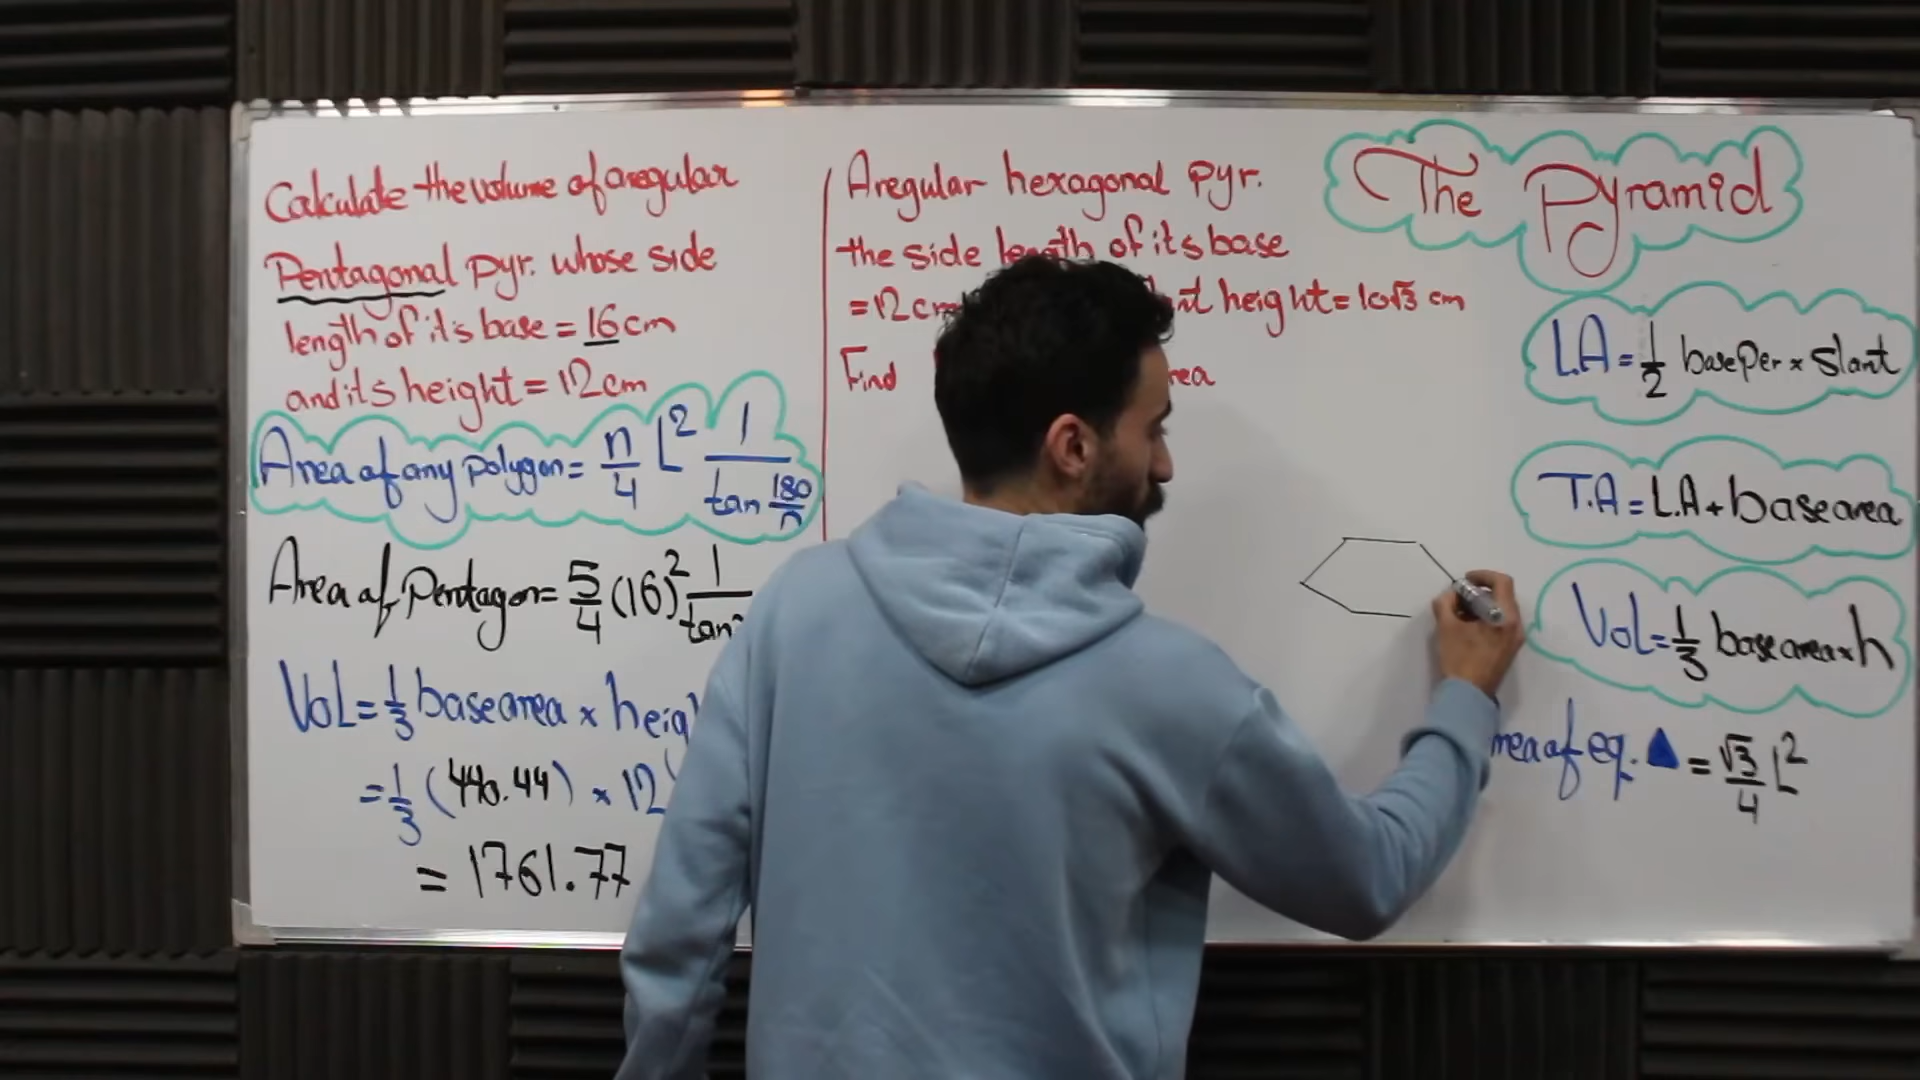 Calculate the volume of a regular
Pentagonal pyr. whose side
length of it's base = 16 cm
and its height = 12 cm
Area of any polygon = n/4 L² 1/(tan 180/n)
Area of Pentagon = 5/4 (16)² 1/tan
Vol = 1/3 base area x heig
= 1/3 (440.44) x 12
= 1761.77
A regular hexagonal pyr.
the side length of its base
= 12 cm height = 10√3 cm
Find
The Pyramid
L.A = 1/2 base Per x Slant
T.A = L.A + base area
Vol = 1/3 base area x h
area of eq. ▲ = √3/4 L²